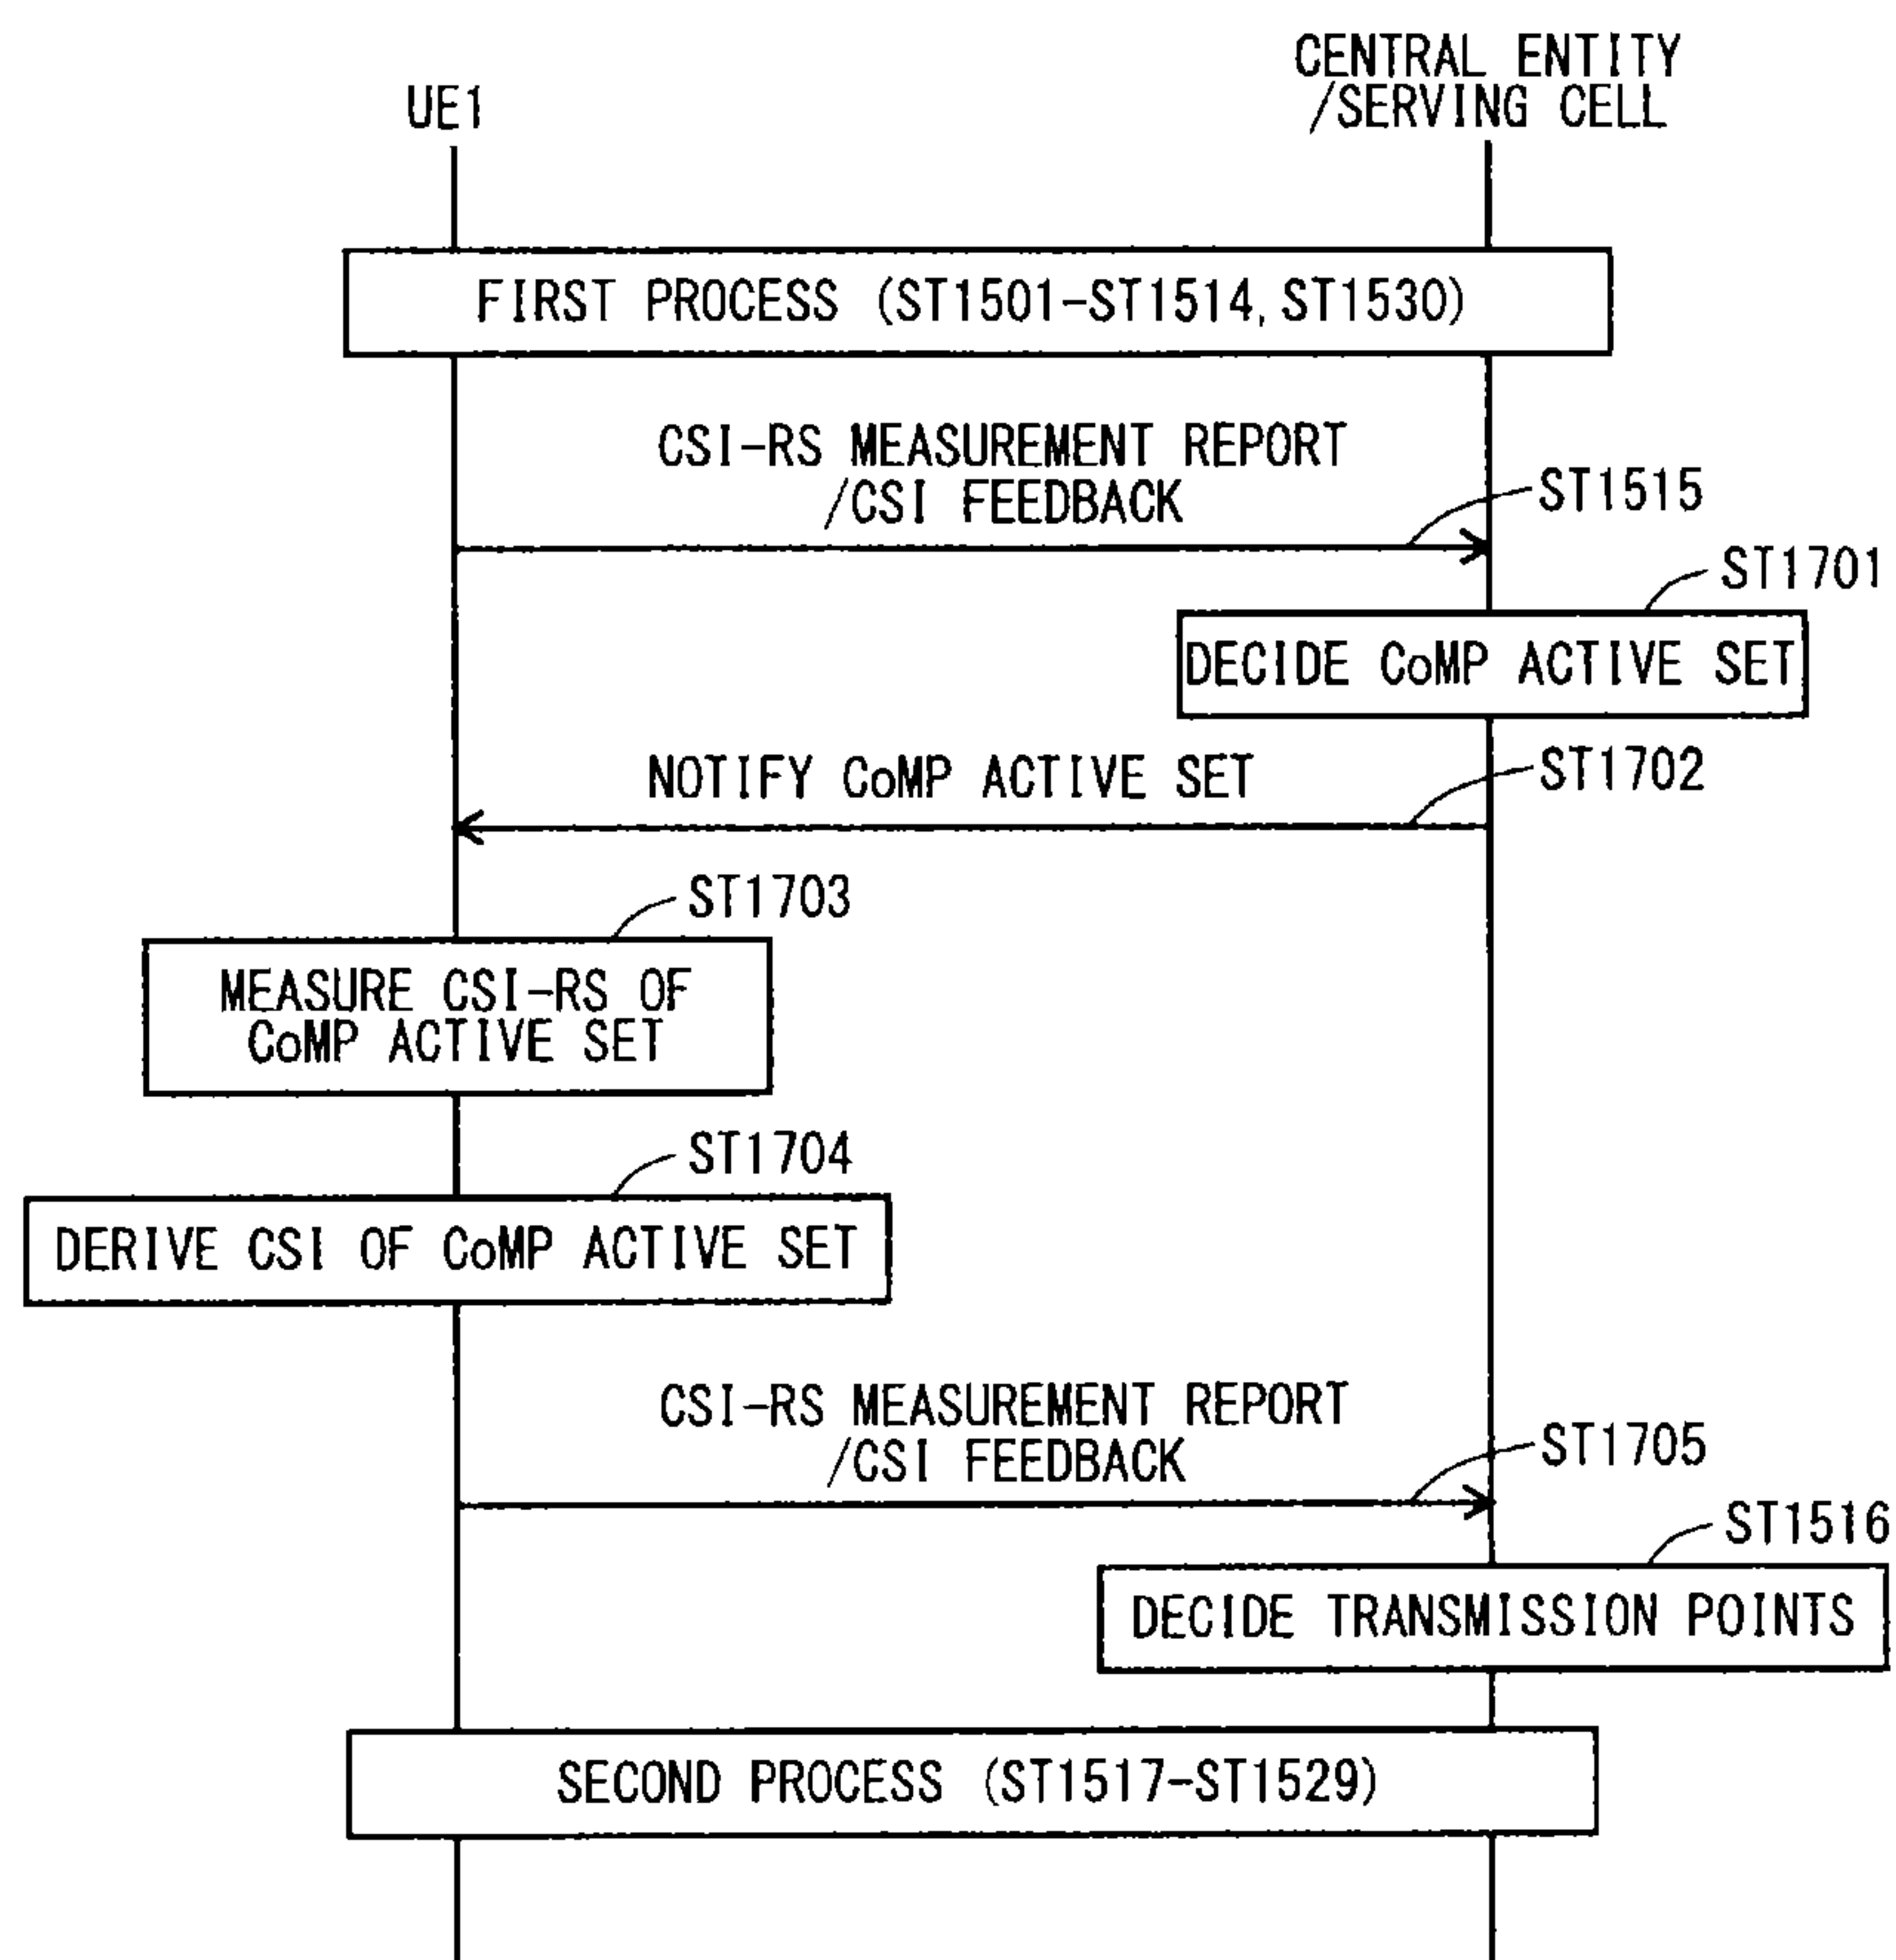 CENTRAL ENTITY
/SERVING CELL
UE1
FIRST PROCESS (ST1501-ST1514, ST1530)
CSI-RS MEASUREMENT REPORT
/CSI FEEDBACK
ST1515
ST1701
DECIDE CoMP ACTIVE SET
NOTIFY CoMP ACTIVE SET
ST1702
ST1703
MEASURE CSI-RS OF
CoMP ACTIVE SET
ST1704
DERIVE CSI OF CoMP ACTIVE SET
CSI-RS MEASUREMENT REPORT
/CSI FEEDBACK
ST1705
ST1516
DECIDE TRANSMISSION POINTS
SECOND PROCESS (ST1517-ST1529)